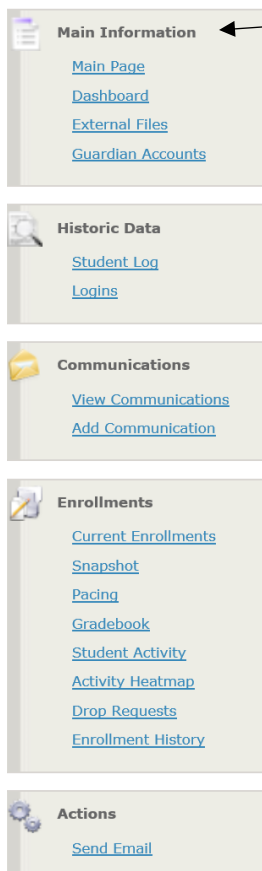 Main Information
Main Page
Dashboard
External Files
Guardian Accounts
Historic Data
Student Log
Logins
Communications
View Communications
Add Communication
Enrollments
Current Enrollments
Snapshot
Pacing
Gradebook
Student Activity
Activity Heatmap
Drop Requests
Enrollment History
Actions
Send Email